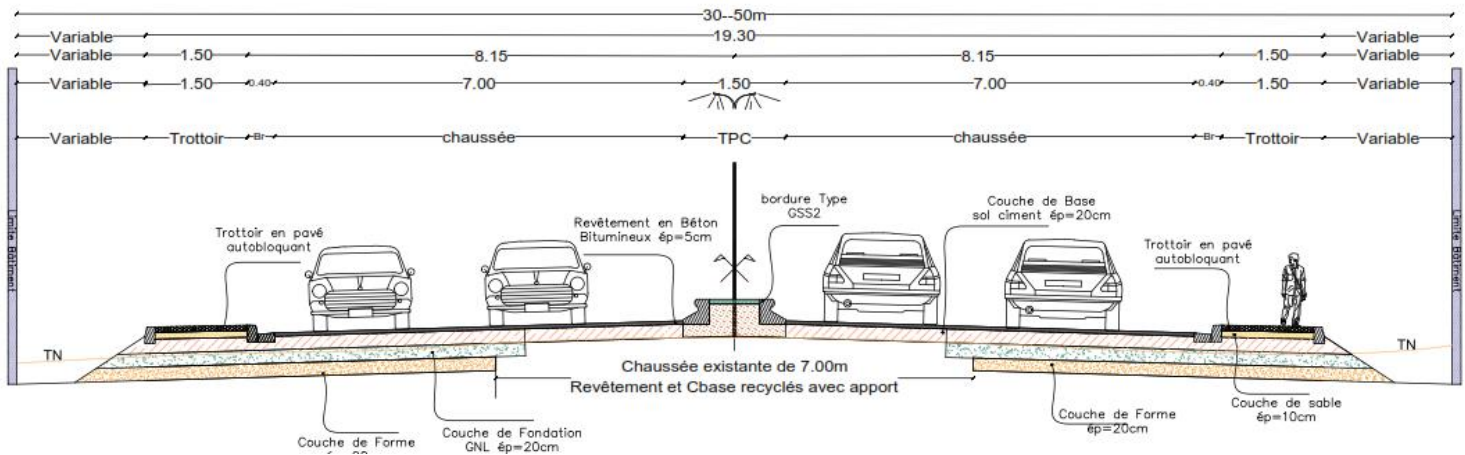 30--50m
Variable 19.30 Variable
Variable 1.50 8.15 8.15 1.50 Variable
Variable 1.50 0.40 7.00 1.50 7.00 0.40 1.50 Variable
Variable Trottoir Br chaussée TPC chaussée Br Trottoir Variable
Limite Bâtiment
Trottoir en pavé
autobloquant
Revêtement en Béton
Bitumineux ép=5cm
bordure Type
GSS2
Couche de Base
sol ciment ép=20cm
Trottoir en pavé
autobloquant
Limite Bâtiment
TN
TN
Chaussée existante de 7.00m
Revêtement et Cbase recyclés avec apport
Couche de Forme
Couche de Fondation
GNL ép=20cm
Couche de Forme
ép=20cm
Couche de sable
ép=10cm